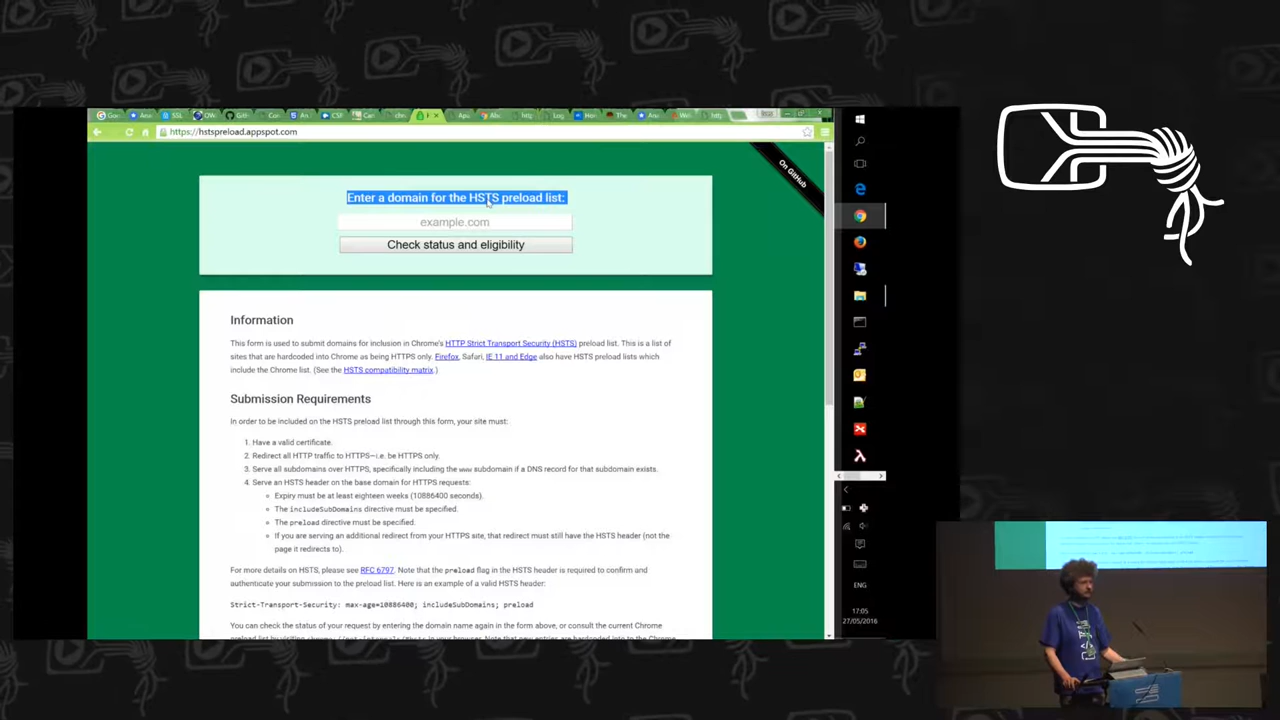 https://hstspreload.appspot.com
On GitHub
Enter a domain for the HSTS preload list:
example.com
Check status and eligibility
Information
This form is used to submit domains for inclusion in Chrome's HTTP Strict Transport Security (HSTS) preload list. This is a list of
sites that are hardcoded into Chrome as being HTTPS only. Firefox, Safari, IE 11 and Edge also have HSTS preload lists which
include the Chrome list. (See the HSTS compatibility matrix.)
Submission Requirements
In order to be included on the HSTS preload list through this form, your site must:
1. Have a valid certificate.
2. Redirect all HTTP traffic to HTTPS—i.e. be HTTPS only.
3. Serve all subdomains over HTTPS, specifically including the www subdomain if a DNS record for that subdomain exists.
4. Serve an HSTS header on the base domain for HTTPS requests:
Expiry must be at least eighteen weeks (10886400 seconds).
The includeSubDomains directive must be specified.
The preload directive must be specified.
If you are serving an additional redirect from your HTTPS site, that redirect must still have the HSTS header (not the
page it redirects to).
For more details on HSTS, please see RFC 6797. Note that the preload flag in the HSTS header is required to confirm and
authenticate your submission to the preload list. Here is an example of a valid HSTS header:
Strict-Transport-Security: max-age=10886400; includeSubDomains; preload
You can check the status of your request by entering the domain name again in the form above, or consult the current Chrome
ENG
17:05
27/05/2016